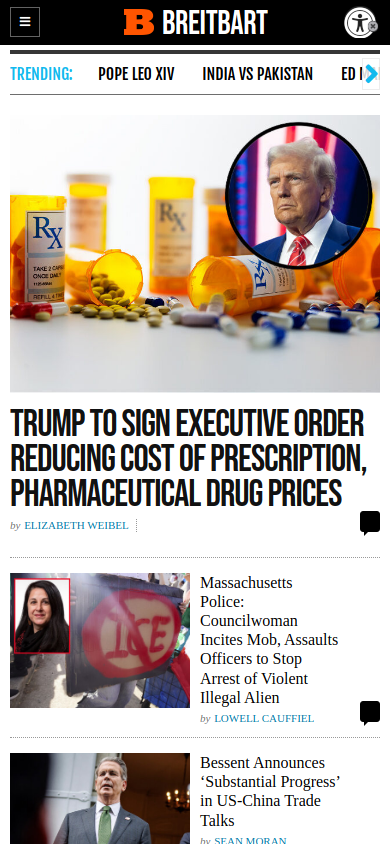 BREITBART
TRENDING:
POPE LEO XIV
INDIA VS PAKISTAN
Rx
TAKE 2 CAPS
ONCE DAILY
REFILL 4
Rx
Rx
TRUMP TO SIGN EXECUTIVE ORDER
REDUCING COST OF PRESCRIPTION,
PHARMACEUTICAL DRUG PRICES
by ELIZABETH WEIBEL
ICE
Massachusetts
Police:
Councilwoman
Incites Mob, Assaults
Officers to Stop
Arrest of Violent
Illegal Alien
by LOWELL CAUFFIEL
Bessent Announces
‘Substantial Progress’
in US-China Trade
Talks
by SEAN MORAN